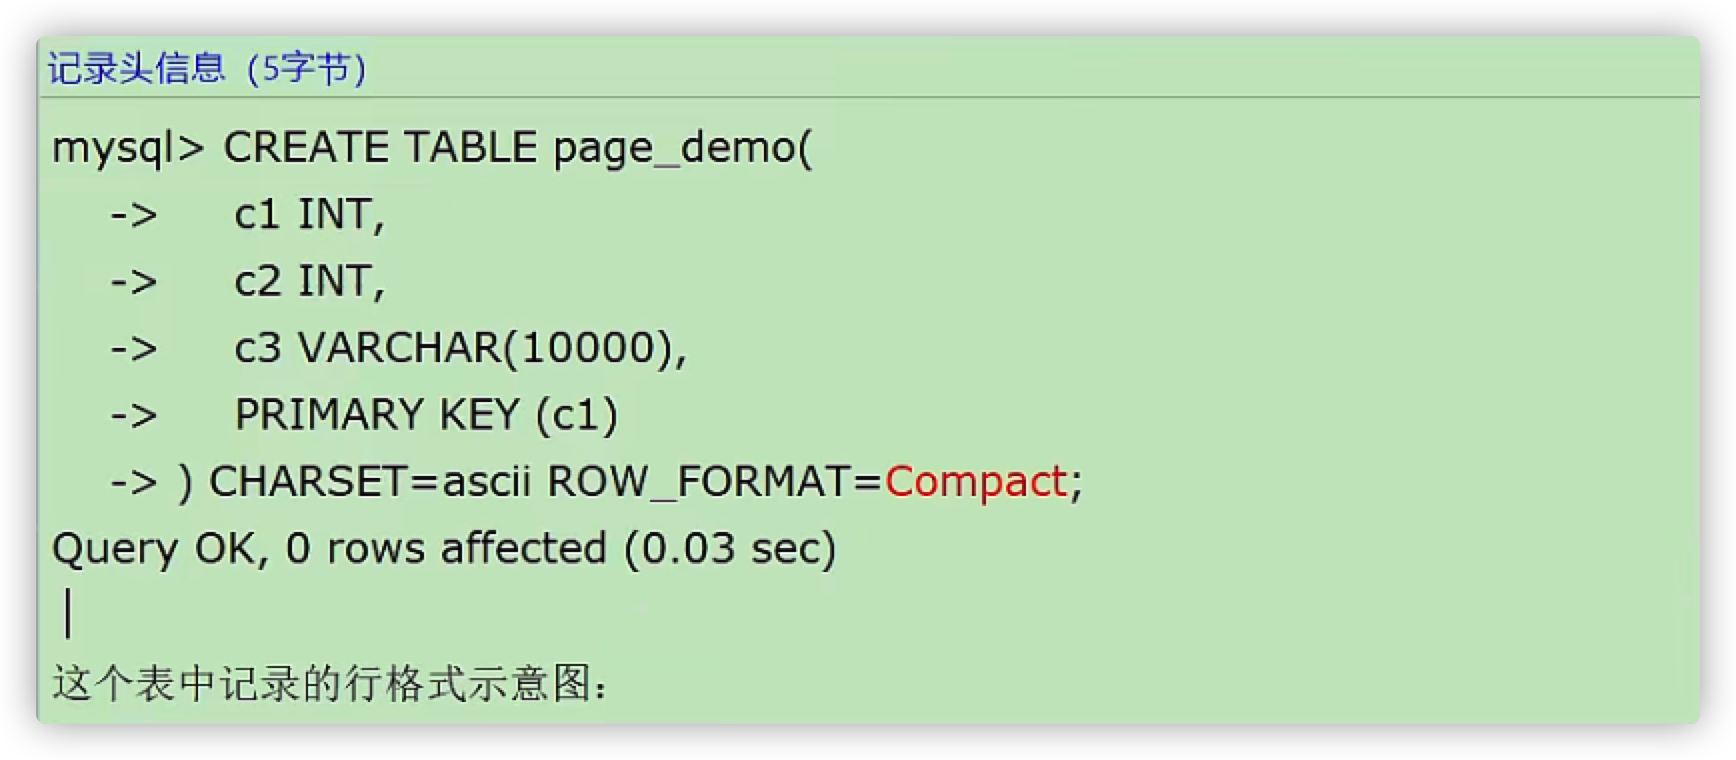 记录头信息（5字节）
mysql> CREATE TABLE page_demo(
-> c1 INT,
-> c2 INT,
-> c3 VARCHAR(10000),
-> PRIMARY KEY (c1)
-> ) CHARSET=ascii ROW_FORMAT=Compact;
Query OK, 0 rows affected (0.03 sec)
这个表中记录的行格式示意图：